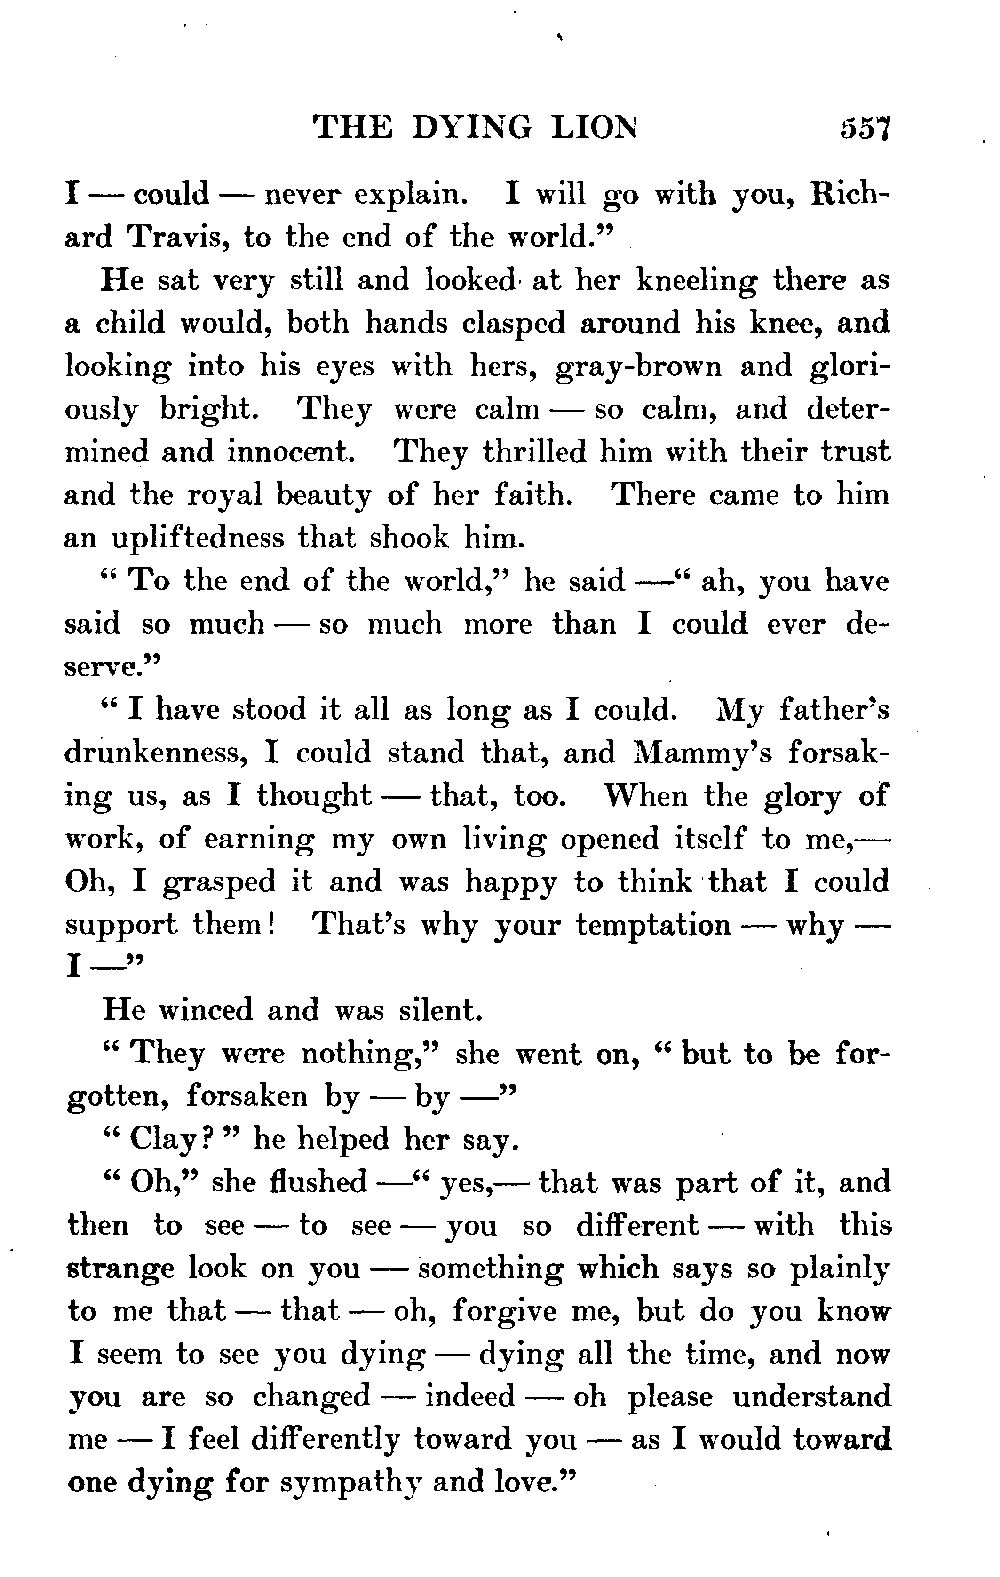 THE DYING LION 557
I — could — never explain. I will go with you, Rich-
ard Travis, to the end of the world."
He sat very still and looked at her kneeling there as
a child would, both hands clasped around his knee, and
looking into his eyes with hers, gray-brown and glori-
ously bright. They were calm — so calm, and deter-
mined and innocent. They thrilled him with their trust
and the royal beauty of her faith. There came to him
an upliftedness that shook him.
" To the end of the world," he said —" ah, you have
said so much — so much more than I could ever de-
serve."
" I have stood it all as long as I could. My father's
drunkenness, I could stand that, and Mammy's forsak-
ing us, as I thought — that, too. When the glory of
work, of earning my own living opened itself to me,—
Oh, I grasped it and was happy to think that I could
support them! That's why your temptation — why —
I —"
He winced and was silent.
" They were nothing," she went on, " but to be for-
gotten, forsaken by — by —"
" Clay? " he helped her say.
" Oh," she flushed —" yes,— that was part of it, and
then to see — to see — you so different — with this
strange look on you — something which says so plainly
to me that — that — oh, forgive me, but do you know
I seem to see you dying — dying all the time, and now
you are so changed — indeed — oh please understand
me — I feel differently toward you — as I would toward
one dying for sympathy and love."